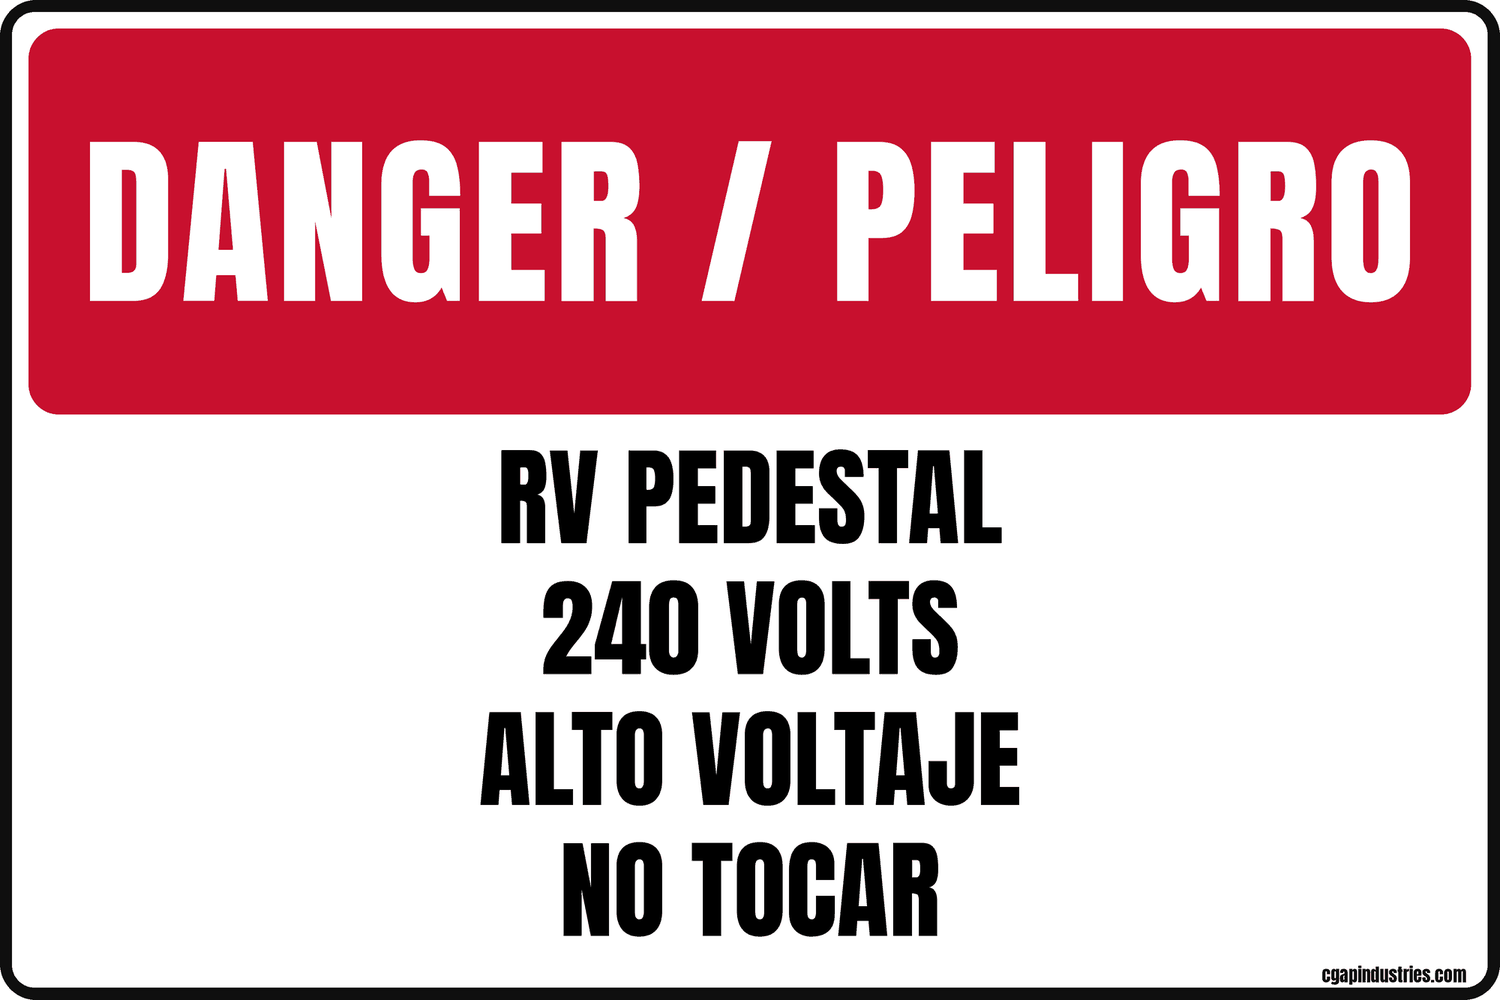 DANGER / PELIGRO
RV PEDESTAL
240 VOLTS
ALTO VOLTAJE
NO TOCAR
cgapindustries.com